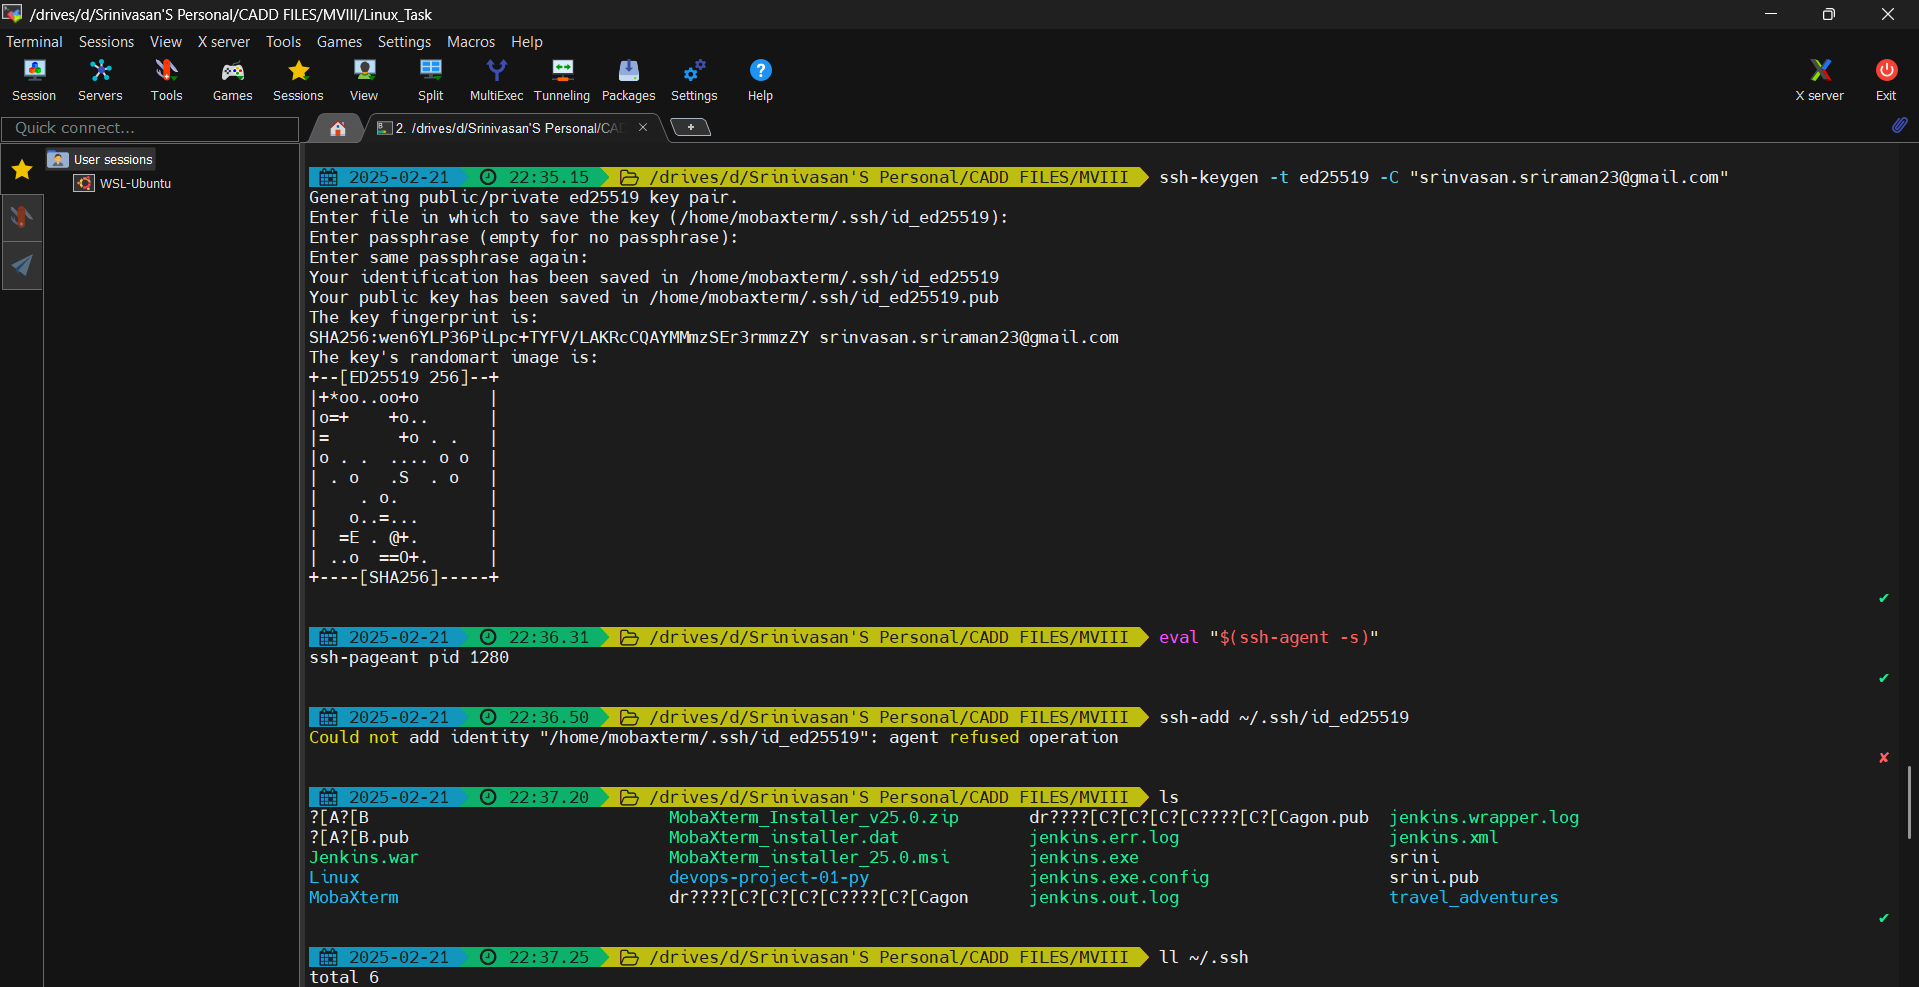 /drives/d/Srinivasan'S Personal/CADD FILES/MVIII/Linux_Task
Terminal Sessions View X server Tools Games Settings Macros Help
Session Servers Tools Games Sessions View Split MultiExec Tunneling Packages Settings Help X server Exit
Quick connect...
2. /drives/d/Srinivasan'S Personal/CAD
User sessions
WSL-Ubuntu
2025-02-21 22:35.15 /drives/d/Srinivasan'S Personal/CADD FILES/MVIII ssh-keygen -t ed25519 -C "srinvasan.sriraman23@gmail.com"
Generating public/private ed25519 key pair.
Enter file in which to save the key (/home/mobaxterm/.ssh/id_ed25519):
Enter passphrase (empty for no passphrase):
Enter same passphrase again:
Your identification has been saved in /home/mobaxterm/.ssh/id_ed25519
Your public key has been saved in /home/mobaxterm/.ssh/id_ed25519.pub
The key fingerprint is:
SHA256:wen6YLP36PiLpc+TYFV/LAKRcCQAYMMmzSEr3rmmzZY srinvasan.sriraman23@gmail.com
The key's randomart image is:
+--[ED25519 256]--+
|+*oo..oo+o       |
|o=+    +o..      |
|=       +o . .   |
|o . .  .... o o  |
| . o   .S  . o   |
|    . o.         |
|   o..=...       |
|  =E . @+.       |
| ..o  ==O+.      |
+----[SHA256]-----+
2025-02-21 22:36.31 /drives/d/Srinivasan'S Personal/CADD FILES/MVIII eval "$(ssh-agent -s)"
ssh-pageant pid 1280
2025-02-21 22:36.50 /drives/d/Srinivasan'S Personal/CADD FILES/MVIII ssh-add ~/.ssh/id_ed25519
Could not add identity "/home/mobaxterm/.ssh/id_ed25519": agent refused operation
2025-02-21 22:37.20 /drives/d/Srinivasan'S Personal/CADD FILES/MVIII ls
?[A?[B MobaXterm_Installer_v25.0.zip dr????[C?[C?[C?[C????[C?[Cagon.pub jenkins.wrapper.log
?[A?[B.pub MobaXterm_installer.dat jenkins.err.log jenkins.xml
Jenkins.war MobaXterm_installer_25.0.msi jenkins.exe srini
Linux devops-project-01-py jenkins.exe.config srini.pub
MobaXterm dr????[C?[C?[C?[C????[C?[Cagon jenkins.out.log travel_adventures
2025-02-21 22:37.25 /drives/d/Srinivasan'S Personal/CADD FILES/MVIII ll ~/.ssh
total 6